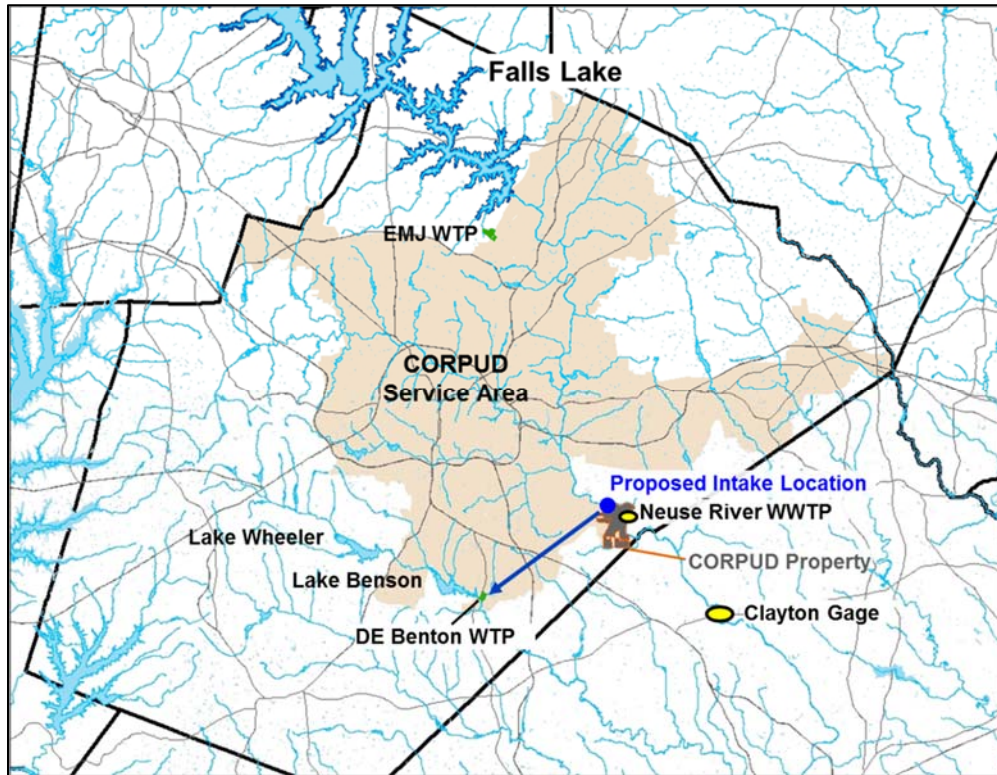 Falls Lake
EMJ WTP
CORPUD
Service Area
Proposed Intake Location
Neuse River WWTP
Lake Wheeler
CORPUD Property
Lake Benson
Clayton Gage
DE Benton WTP